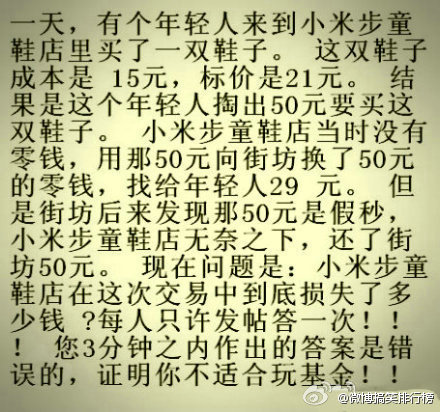 一天，有个年轻人来到小米步童
鞋店里买了一双鞋子。 这双鞋子
成本是 15元，标价是21元。 结
果是这个年轻人掏出50元要买这
双鞋子。 小米步童鞋店当时没有
零钱，用那50元向街坊换了50元
的零钱，找给年轻人29 元。 但
是街坊后来发现那50元是假秒，
小米步童鞋店无奈之下，还了街
坊50元。 现在问题是：小米步童
鞋店在这次交易中到底损失了多
少钱 ?每人只许发帖答一次！！
！ 您3分钟之内作出的答案是错
误的，证明你不适合玩基金！！
@微博搞笑排行榜